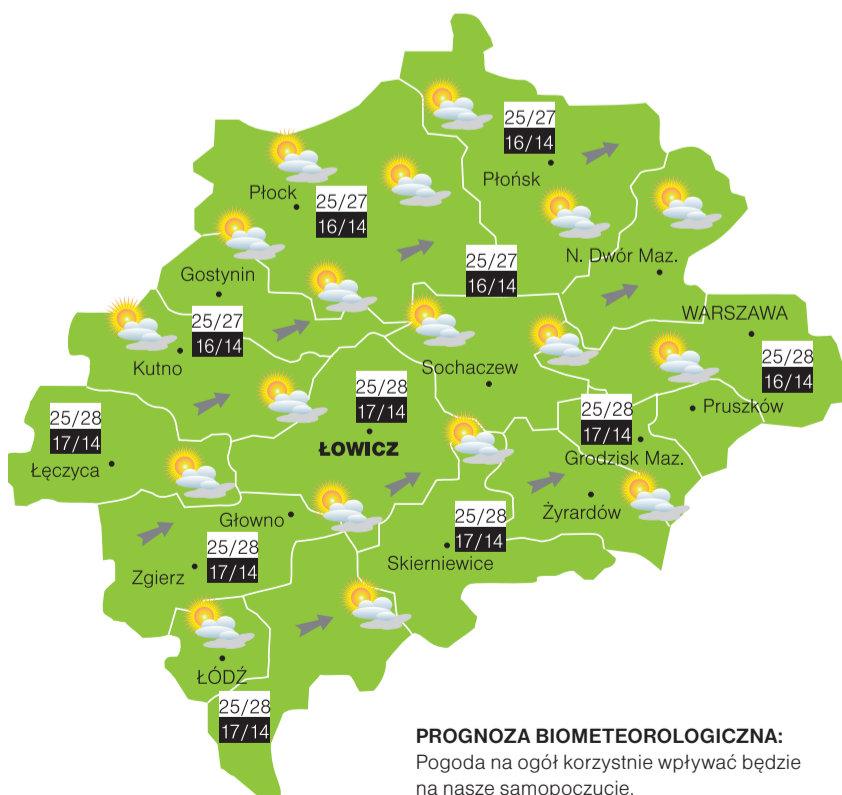 25/27
16/14
Płońsk
Płock
25/27
16/14
N. Dwór Maz.
25/27
16/14
Gostynin
WARSZAWA
25/27
16/14
Kutno
Sochaczew
25/28
16/14
25/28
17/14
ŁOWICZ
25/28
17/14
Pruszków
25/28
17/14
Łęczyca
Grodzisk Maz.
Głowno
Żyrardów
25/28
17/14
Skierniewice
25/28
17/14
Zgierz
ŁÓDŹ
25/28
17/14
PROGNOZA BIOMETEOROLOGICZNA:
Pogoda na ogół korzystnie wpływać będzie
na nasze samopoczucie.